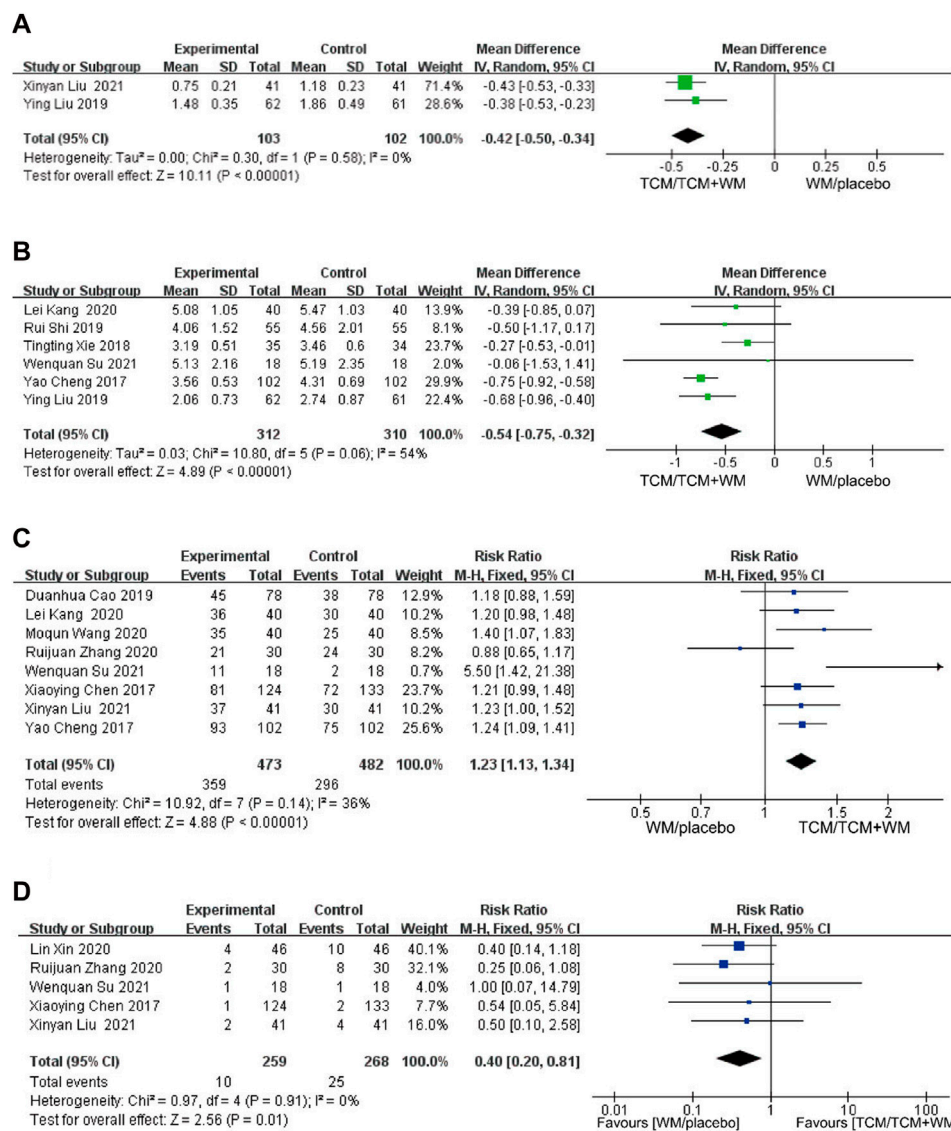 A
Experimental Control Mean Difference Mean Difference
Study or Subgroup Mean SD Total Mean SD Total Weight IV, Random, 95% CI IV, Random, 95% CI
Xinyan Liu 2021 0.75 0.21 41 1.18 0.23 41 71.4% -0.43 [-0.53, -0.33]
Ying Liu 2019 1.48 0.35 62 1.86 0.49 61 28.6% -0.38 [-0.53, -0.23]
Total (95% CI) 103 102 100.0% -0.42 [-0.50, -0.34]
Heterogeneity: Tau² = 0.00; Chi² = 0.30, df = 1 (P = 0.58); I² = 0%
Test for overall effect: Z = 10.11 (P < 0.00001)
-0.5 -0.25 0 0.25 0.5
TCM/TCM+WM WM/placebo
B
Experimental Control Mean Difference Mean Difference
Study or Subgroup Mean SD Total Mean SD Total Weight IV, Random, 95% CI IV, Random, 95% CI
Lei Kang 2020 5.08 1.05 40 5.47 1.03 40 13.9% -0.39 [-0.85, 0.07]
Rui Shi 2019 4.06 1.52 55 4.56 2.01 55 8.1% -0.50 [-1.17, 0.17]
Tingting Xie 2018 3.19 0.51 35 3.46 0.6 34 23.7% -0.27 [-0.53, -0.01]
Wenquan Su 2021 5.13 2.16 18 5.19 2.35 18 2.0% -0.06 [-1.53, 1.41]
Yao Cheng 2017 3.56 0.53 102 4.31 0.69 102 29.9% -0.75 [-0.92, -0.58]
Ying Liu 2019 2.06 0.73 62 2.74 0.87 61 22.4% -0.68 [-0.96, -0.40]
Total (95% CI) 312 310 100.0% -0.54 [-0.75, -0.32]
Heterogeneity: Tau² = 0.03; Chi² = 10.80, df = 5 (P = 0.06); I² = 54%
Test for overall effect: Z = 4.89 (P < 0.00001)
-1 -0.5 0 0.5 1
TCM/TCM+WM WM/placebo
C
Experimental Control Risk Ratio Risk Ratio
Study or Subgroup Events Total Events Total Weight M-H, Fixed, 95% CI M-H, Fixed, 95% CI
Duanhua Cao 2019 45 78 38 78 12.9% 1.18 [0.88, 1.59]
Lei Kang 2020 36 40 30 40 10.2% 1.20 [0.98, 1.48]
Moqun Wang 2020 35 40 25 40 8.5% 1.40 [1.07, 1.83]
Ruijuan Zhang 2020 21 30 24 30 8.2% 0.88 [0.65, 1.17]
Wenquan Su 2021 11 18 2 18 0.7% 5.50 [1.42, 21.38]
Xiaoying Chen 2017 81 124 72 133 23.7% 1.21 [0.99, 1.48]
Xinyan Liu 2021 37 41 30 41 10.2% 1.23 [1.00, 1.52]
Yao Cheng 2017 93 102 75 102 25.6% 1.24 [1.09, 1.41]
Total (95% CI) 473 482 100.0% 1.23 [1.13, 1.34]
Total events 359 296
Heterogeneity: Chi² = 10.92, df = 7 (P = 0.14); I² = 36%
Test for overall effect: Z = 4.88 (P < 0.00001)
0.5 0.7 1 1.5 2
WM/placebo TCM/TCM+WM
D
Experimental Control Risk Ratio Risk Ratio
Study or Subgroup Events Total Events Total Weight M-H, Fixed, 95% CI M-H, Fixed, 95% CI
Lin Xin 2020 4 46 10 46 40.1% 0.40 [0.14, 1.18]
Ruijuan Zhang 2020 2 30 8 30 32.1% 0.25 [0.06, 1.08]
Wenquan Su 2021 1 18 1 18 4.0% 1.00 [0.07, 14.79]
Xiaoying Chen 2017 1 124 2 133 7.7% 0.54 [0.05, 5.84]
Xinyan Liu 2021 2 41 4 41 16.0% 0.50 [0.10, 2.58]
Total (95% CI) 259 268 100.0% 0.40 [0.20, 0.81]
Total events 10 25
Heterogeneity: Chi² = 0.97, df = 4 (P = 0.91); I² = 0%
Test for overall effect: Z = 2.56 (P = 0.01)
0.01 0.1 1 10 100
Favours [WM/placebo] Favours [TCM/TCM+WM